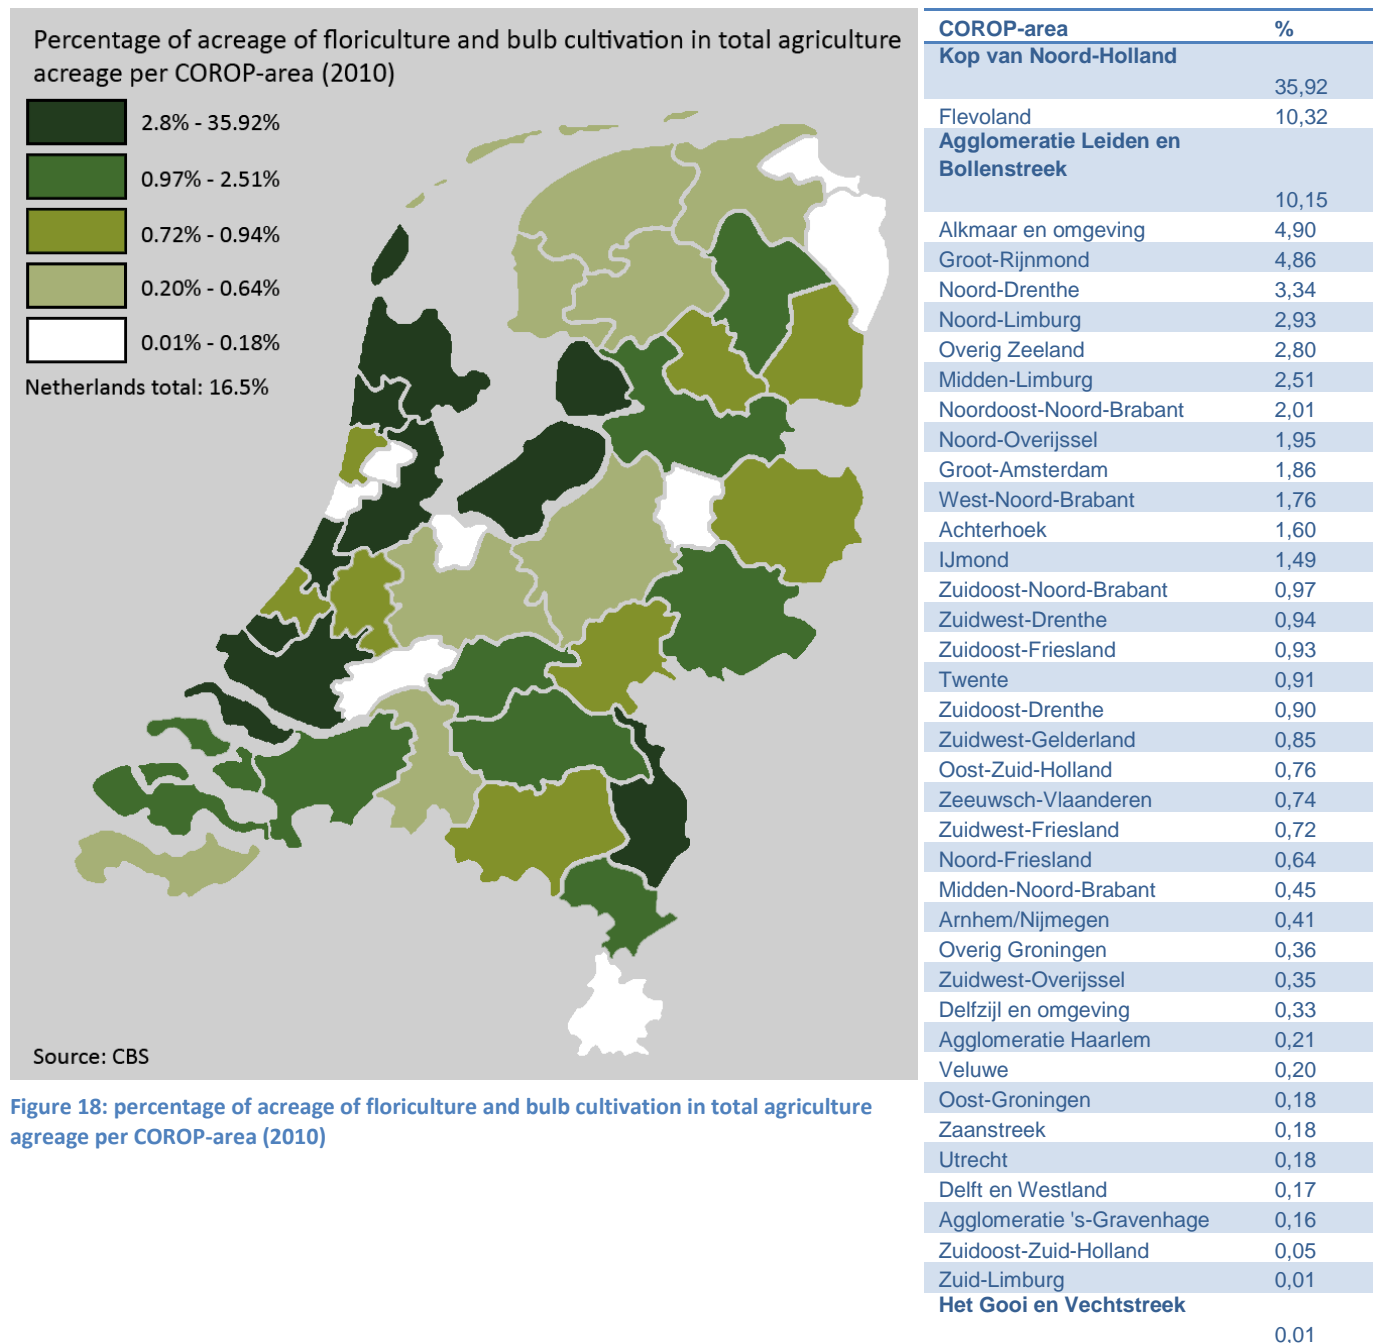 Percentage of acreage of floriculture and bulb cultivation in total agriculture
acreage per COROP-area (2010)
2.8% - 35.92%
0.97% - 2.51%
0.72% - 0.94%
0.20% - 0.64%
0.01% - 0.18%
Netherlands total: 16.5%
Source: CBS
Figure 18: percentage of acreage of floriculture and bulb cultivation in total agriculture
agreage per COROP-area (2010)
COROP-area %
Kop van Noord-Holland
35,92
Flevoland 10,32
Agglomeratie Leiden en
Bollenstreek
10,15
Alkmaar en omgeving 4,90
Groot-Rijnmond 4,86
Noord-Drenthe 3,34
Noord-Limburg 2,93
Overig Zeeland 2,80
Midden-Limburg 2,51
Noordoost-Noord-Brabant 2,01
Noord-Overijssel 1,95
Groot-Amsterdam 1,86
West-Noord-Brabant 1,76
Achterhoek 1,60
IJmond 1,49
Zuidoost-Noord-Brabant 0,97
Zuidwest-Drenthe 0,94
Zuidoost-Friesland 0,93
Twente 0,91
Zuidoost-Drenthe 0,90
Zuidwest-Gelderland 0,85
Oost-Zuid-Holland 0,76
Zeeuwsch-Vlaanderen 0,74
Zuidwest-Friesland 0,72
Noord-Friesland 0,64
Midden-Noord-Brabant 0,45
Arnhem/Nijmegen 0,41
Overig Groningen 0,36
Zuidwest-Overijssel 0,35
Delfzijl en omgeving 0,33
Agglomeratie Haarlem 0,21
Veluwe 0,20
Oost-Groningen 0,18
Zaanstreek 0,18
Utrecht 0,18
Delft en Westland 0,17
Agglomeratie 's-Gravenhage 0,16
Zuidoost-Zuid-Holland 0,05
Zuid-Limburg 0,01
Het Gooi en Vechtstreek
0,01